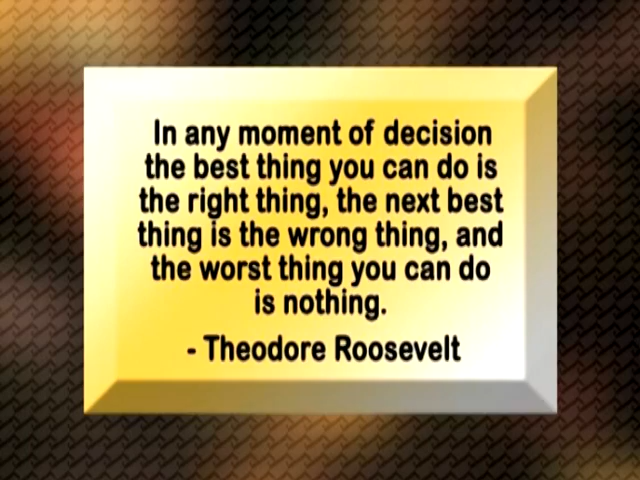 In any moment of decision
the best thing you can do is
the right thing, the next best
thing is the wrong thing, and
the worst thing you can do
is nothing.
- Theodore Roosevelt